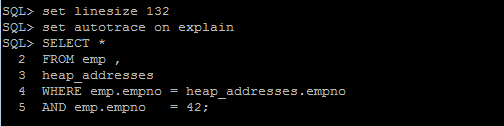 SQL> set linesize 132
SQL> set autotrace on explain
SQL> SELECT *
  2  FROM emp ,
  3  heap_addresses
  4  WHERE emp.empno = heap_addresses.empno
  5  AND emp.empno   = 42;